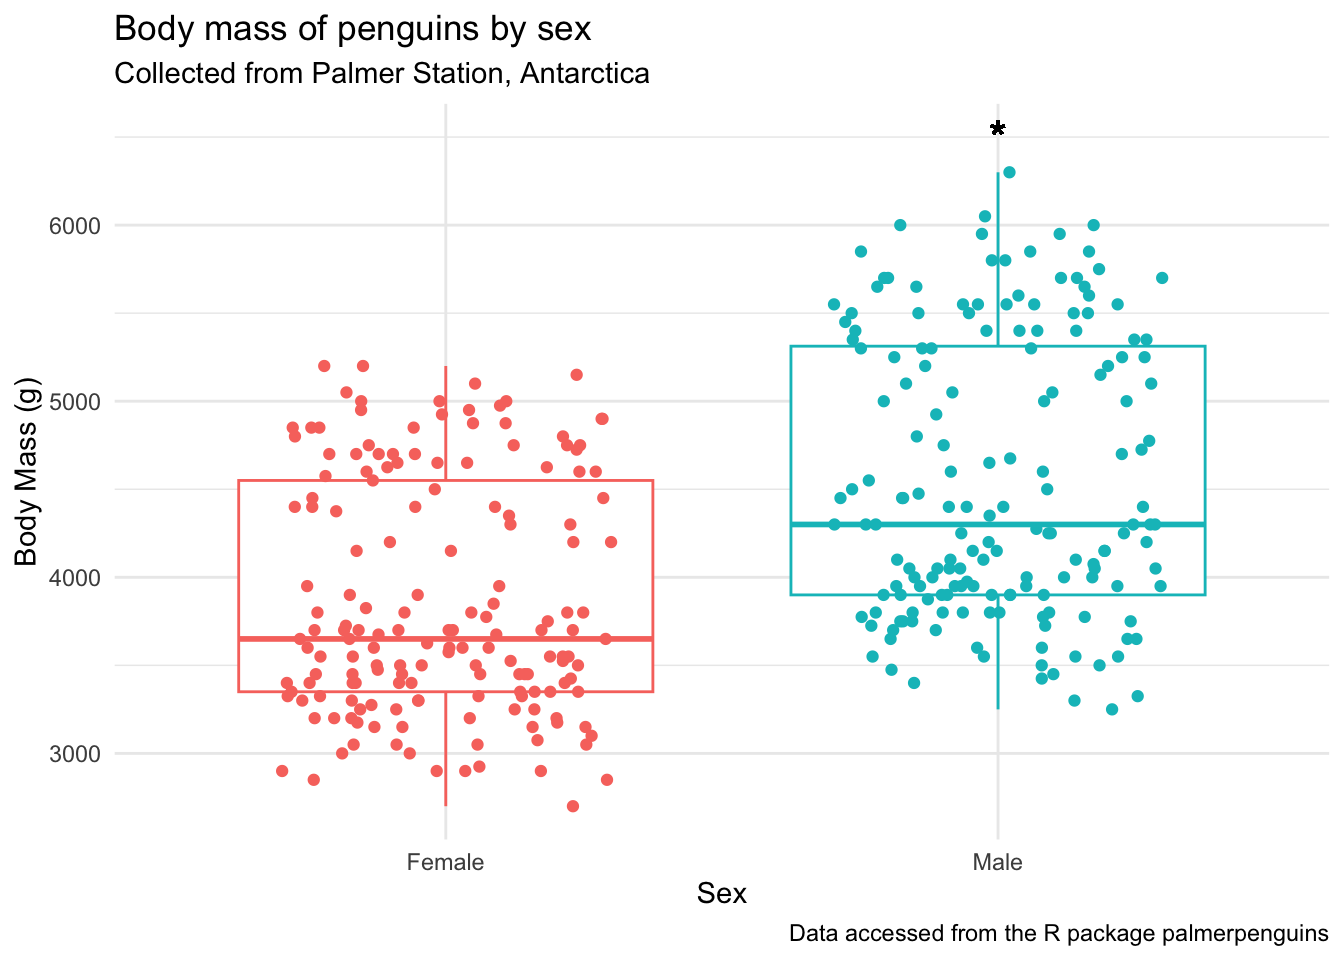 Body mass of penguins by sex
Collected from Palmer Station, Antarctica
*
6000
5000
4000
3000
Body Mass (g)
Female
Male
Sex
Data accessed from the R package palmerpenguins